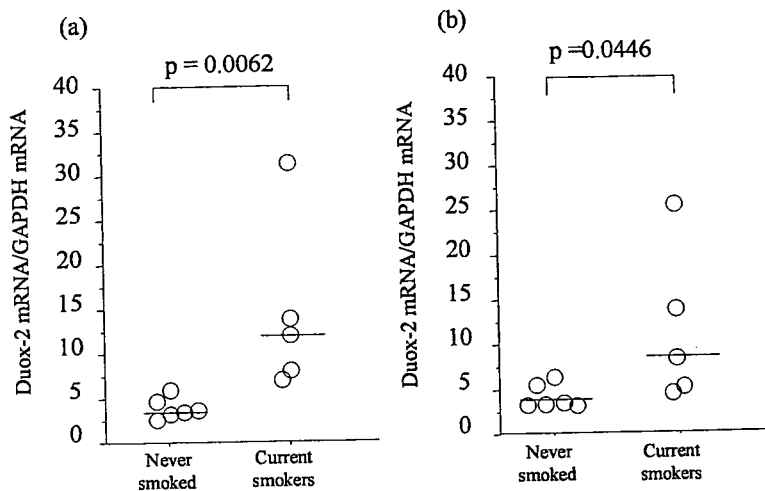 (a)
p = 0.0062
Duox-2 mRNA/GAPDH mRNA
40
35
30
25
20
15
10
5
0
Never
smoked
Current
smokers
(b)
p =0.0446
Duox-2 mRNA/GAPDH mRNA
40
35
30
25
20
15
10
5
0
Never
smoked
Current
smokers